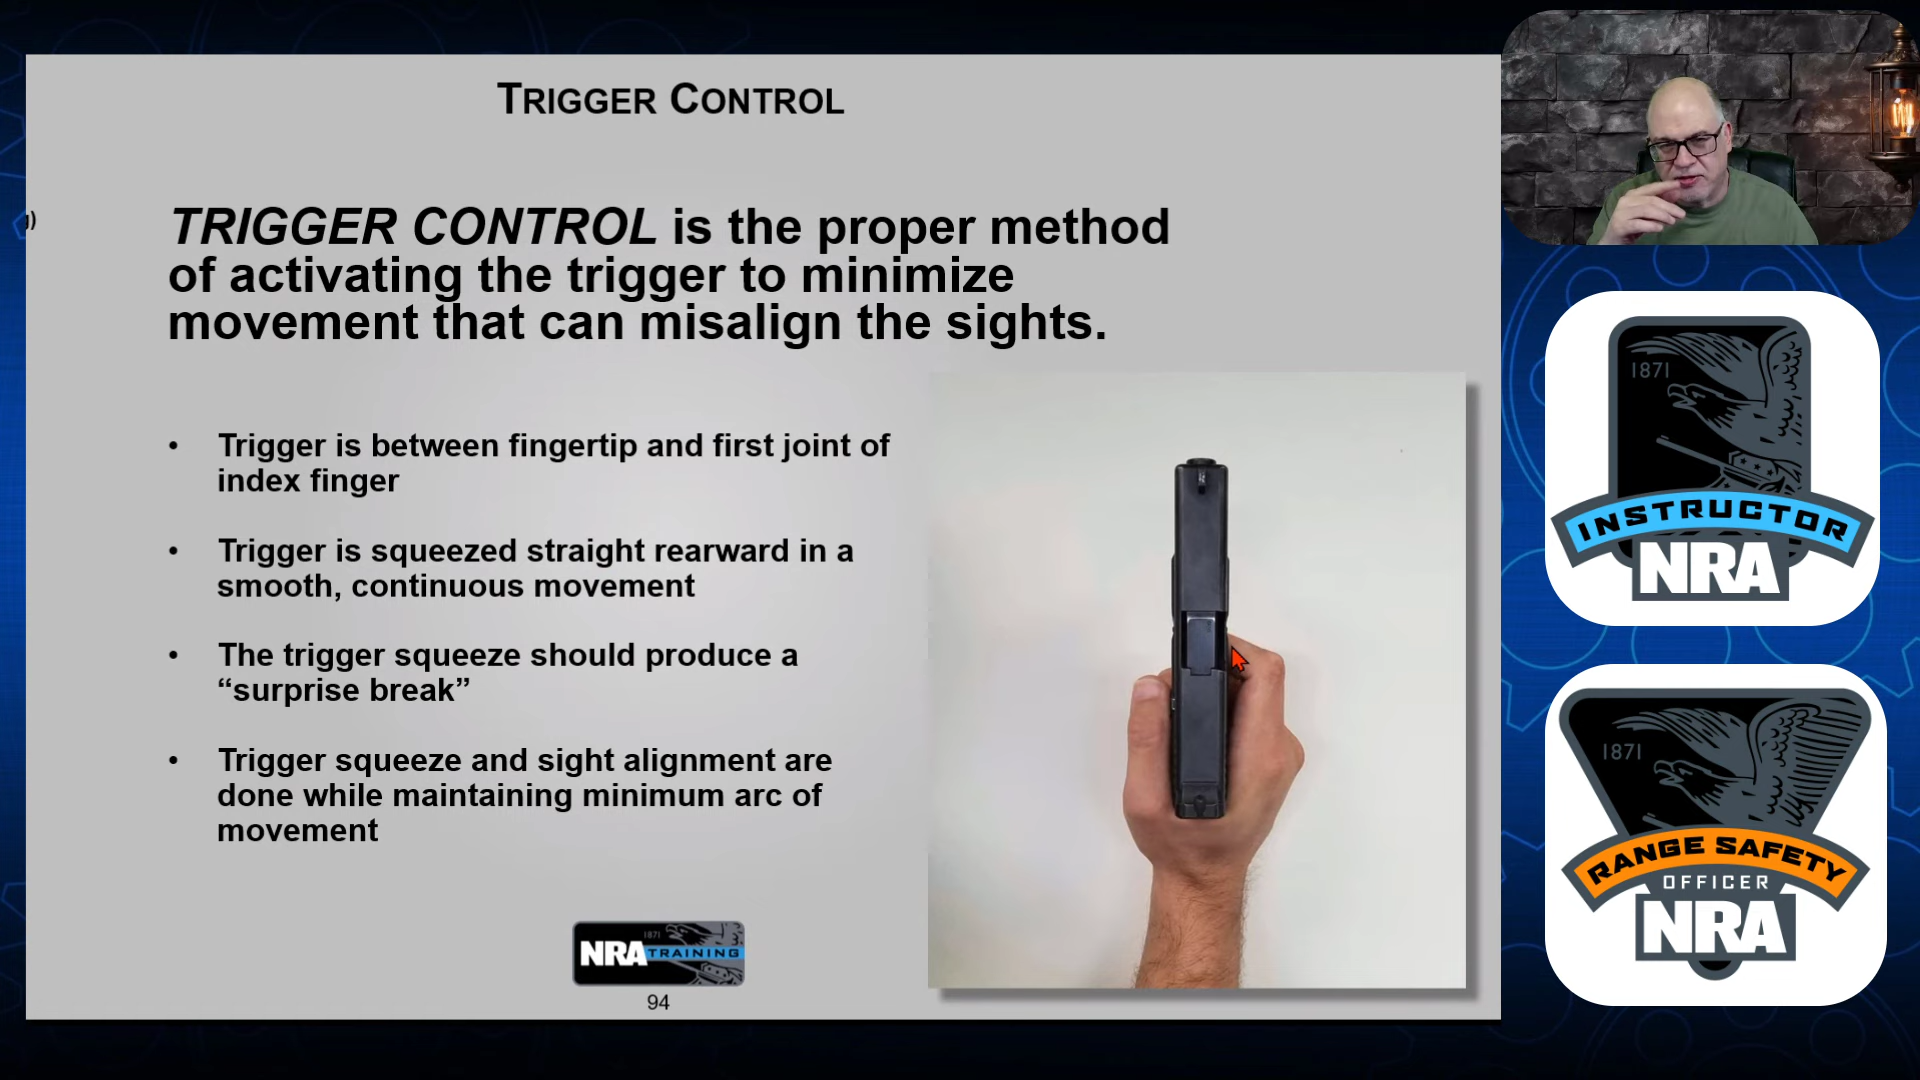 TRIGGER CONTROL
TRIGGER CONTROL is the proper method
of activating the trigger to minimize
movement that can misalign the sights.
• Trigger is between fingertip and first joint of
index finger
• Trigger is squeezed straight rearward in a
smooth, continuous movement
• The trigger squeeze should produce a
“surprise break”
• Trigger squeeze and sight alignment are
done while maintaining minimum arc of
movement
1871
NRA TRAINING
94
1871
INSTRUCTOR
NRA
1871
RANGE SAFETY
OFFICER
NRA